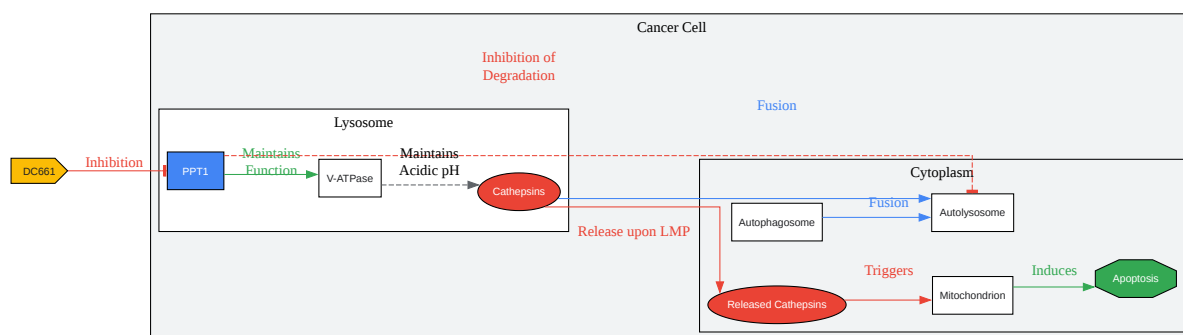 Cancer Cell
Inhibition of
Degradation
Fusion
Lysosome
DC661
Inhibition
PPT1
Maintains
Function
V-ATPase
Maintains
Acidic pH
Cathepsins
Cytoplasm
Autophagosome
Fusion
Autolysosome
Release upon LMP
Released Cathepsins
Triggers
Mitochondrion
Induces
Apoptosis